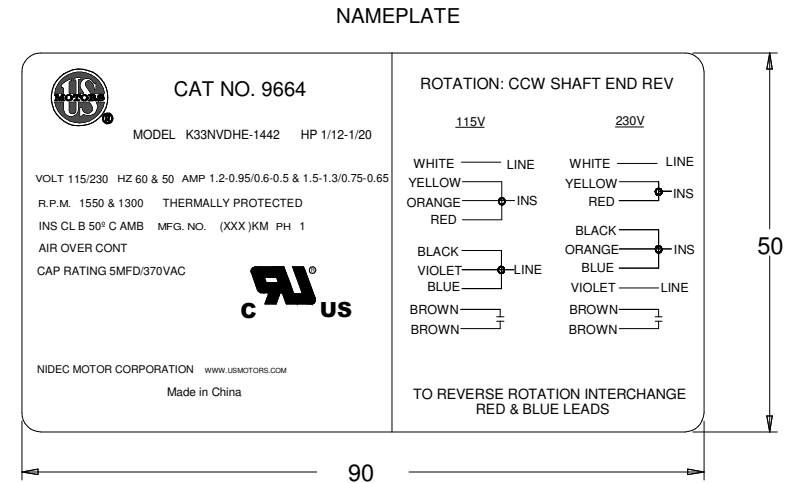 NAMEPLATE
US
MOTORS
®
CAT NO. 9664
MODEL K33NVDHE-1442 HP 1/12-1/20
VOLT 115/230 HZ 60 & 50 AMP 1.2-0.95/0.6-0.5 & 1.5-1.3/0.75-0.65
R.P.M. 1550 & 1300 THERMALLY PROTECTED
INS CL B 50º C AMB MFG. NO. (XXX)KM PH 1
AIR OVER CONT
CAP RATING 5MFD/370VAC
C RU ® US
NIDEC MOTOR CORPORATION WWW.USMOTORS.COM
Made in China
ROTATION: CCW SHAFT END REV
115V
WHITE LINE
YELLOW
ORANGE INS
RED
BLACK
VIOLET LINE
BLUE
BROWN
BROWN
230V
WHITE LINE
YELLOW
INS
RED
BLACK
ORANGE INS
BLUE
VIOLET LINE
BROWN
BROWN
TO REVERSE ROTATION INTERCHANGE
RED & BLUE LEADS
50
90